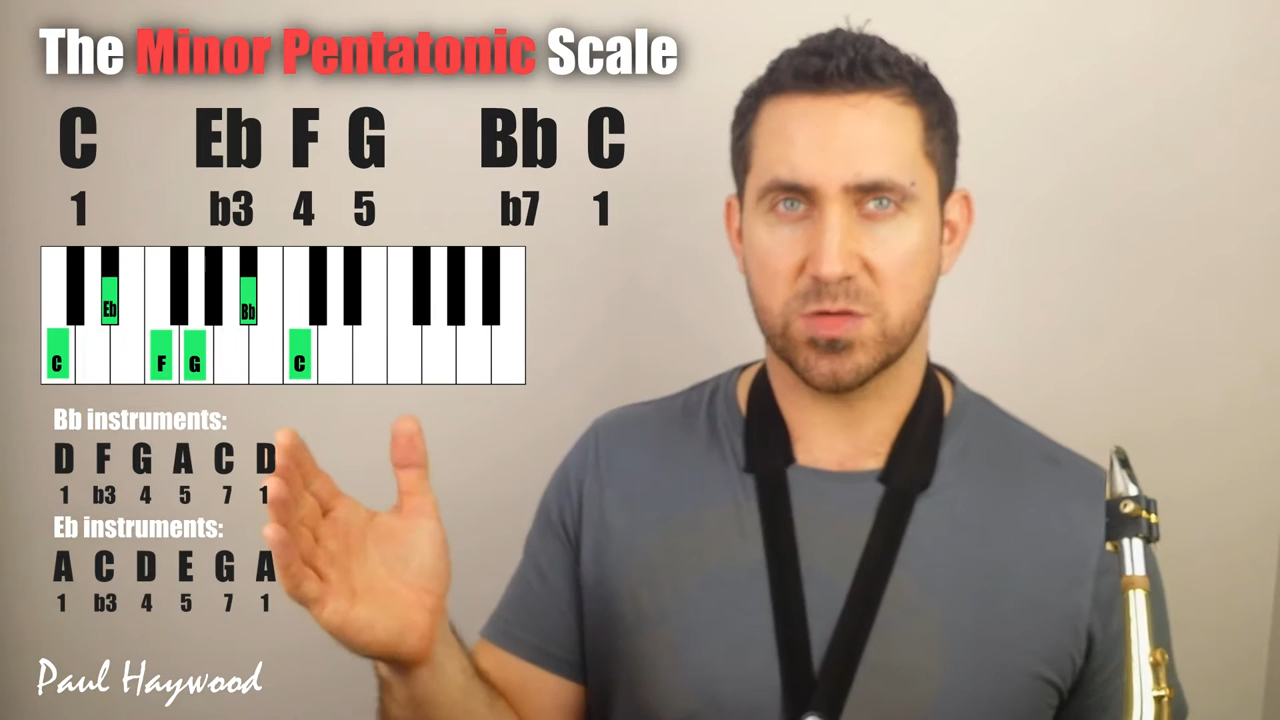 The Minor Pentatonic Scale
C Eb F G Bb C
1 b3 4 5 b7 1
Eb Bb
C F G C
Bb instruments:
D F G A C D
1 b3 4 5 7 1
Eb instruments:
A C D E G A
1 b3 4 5 7 1
Paul Haywood